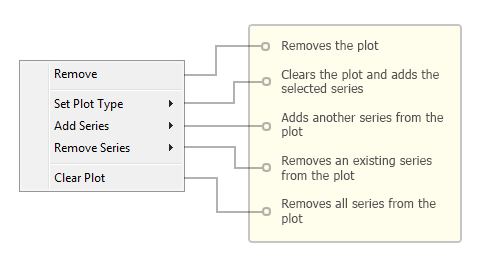 Remove
Set Plot Type
Add Series
Remove Series
Clear Plot
Removes the plot
Clears the plot and adds the
selected series
Adds another series from the
plot
Removes an existing series
from the plot
Removes all series from the
plot